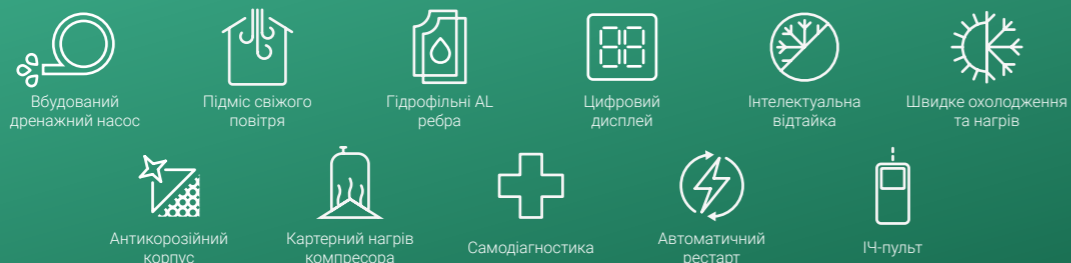 Вбудований
дренажний насос
Підміс свіжого
повітря
Гідрофільні AL
ребра
Цифровий
дисплей
Інтелектуальна
відтайка
Швидке охолодження
та нагрів
Антикорозійний
корпус
Картерний нагрів
компресора
Самодіагностика
Автоматичний
рестарт
ІЧ-пульт